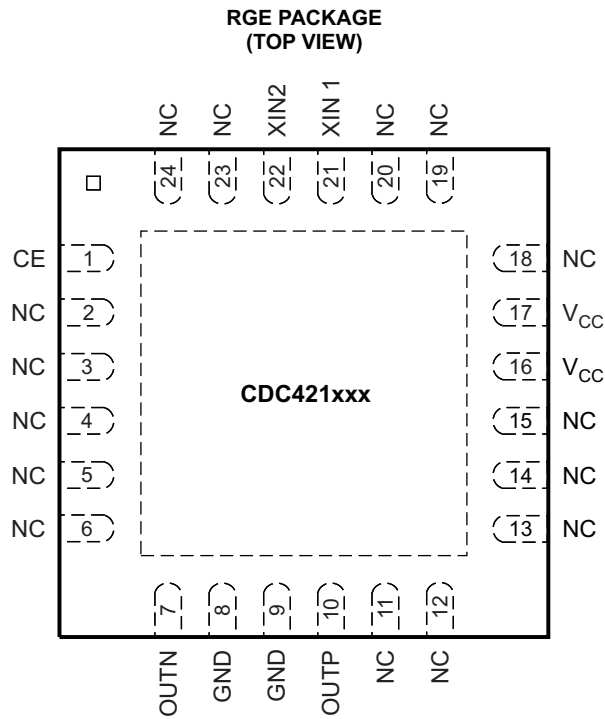 RGE PACKAGE
(TOP VIEW)
NC NC XIN2 XIN 1 NC NC
24 23 22 21 20 19
CE 1 18 NC
NC 2 17 VCC
NC 3 16 VCC
CDC421xxx
NC 4 15 NC
NC 5 14 NC
NC 6 13 NC
7 8 9 10 11 12
OUTN GND GND OUTP NC NC